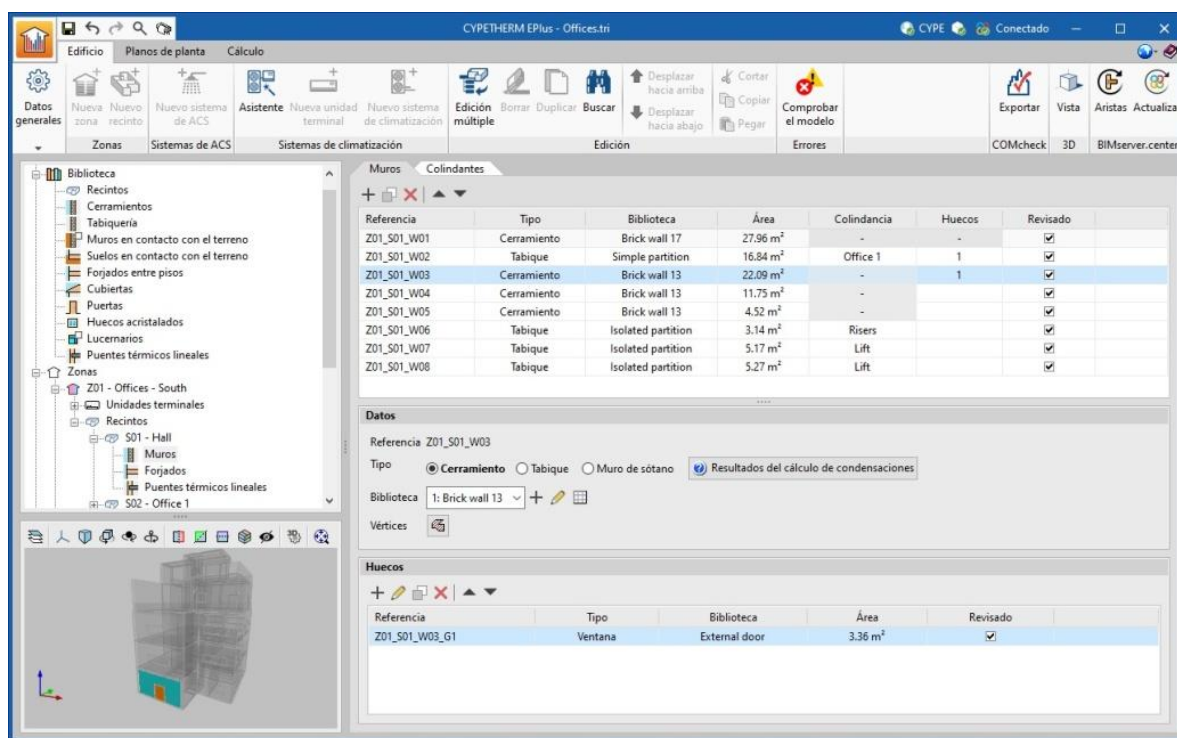 CYPETHERM EPlus - Offices.tri
CYPE
Conectado
Edificio Planos de planta Cálculo
Datos generales
Nueva zona
Nuevo recinto
Nuevo sistema de ACS
Asistente
Nueva unidad terminal
Nuevo sistema de climatización
Edición múltiple
Borrar
Duplicar
Buscar
Desplazar hacia arriba
Desplazar hacia abajo
Cortar
Copiar
Pegar
Comprobar el modelo
Exportar
Vista
Aristas
Actualiza
Zonas
Sistemas de ACS
Sistemas de climatización
Edición
Errores
COMcheck
3D
BIMserver.center
Biblioteca
Recintos
Cerramientos
Tabiquería
Muros en contacto con el terreno
Suelos en contacto con el terreno
Forjados entre pisos
Cubiertas
Puertas
Huecos acristalados
Lucernarios
Puentes térmicos lineales
Zonas
Z01 - Offices - South
Unidades terminales
Recintos
S01 - Hall
Muros
Forjados
Puentes térmicos lineales
S02 - Office 1
Muros Colindantes
Referencia Tipo Biblioteca Área Colindancia Huecos Revisado
Z01_S01_W01 Cerramiento Brick wall 17 27.96 m² - -
Z01_S01_W02 Tabique Simple partition 16.84 m² Office 1 1
Z01_S01_W03 Cerramiento Brick wall 13 22.09 m² - 1
Z01_S01_W04 Cerramiento Brick wall 13 11.75 m² -
Z01_S01_W05 Cerramiento Brick wall 13 4.52 m² -
Z01_S01_W06 Tabique Isolated partition 3.14 m² Risers
Z01_S01_W07 Tabique Isolated partition 5.17 m² Lift
Z01_S01_W08 Tabique Isolated partition 5.27 m² Lift
Datos
Referencia Z01_S01_W03
Tipo Cerramiento Tabique Muro de sótano Resultados del cálculo de condensaciones
Biblioteca 1: Brick wall 13
Vértices
Huecos
Referencia Tipo Biblioteca Área Revisado
Z01_S01_W03_G1 Ventana External door 3.36 m²